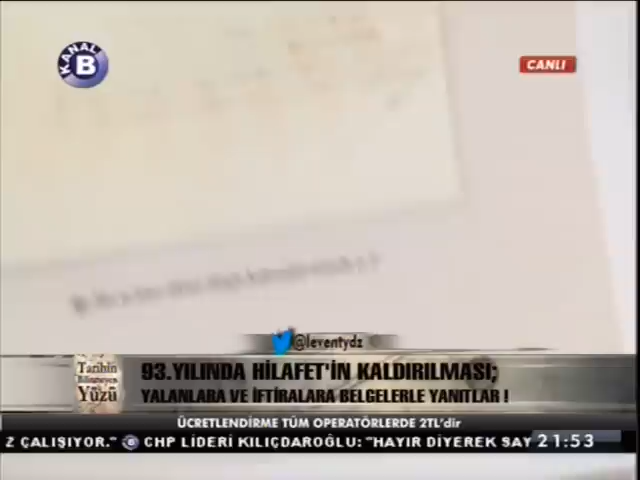 KANAL B
CANLI
@leventydz
Tarihin
Bilinmeyen
Yüzü
93.YILINDA HİLAFET'İN KALDIRILMASI;
YALANLARA VE İFTİRALARA BELGELERLE YANITLAR !
ÜCRETLENDİRME TÜM OPERATÖRLERDE 2TL'dir
Z ÇALIŞIYOR." B CHP LİDERİ KILIÇDAROĞLU: "HAYIR DİYEREK SAY
21:53